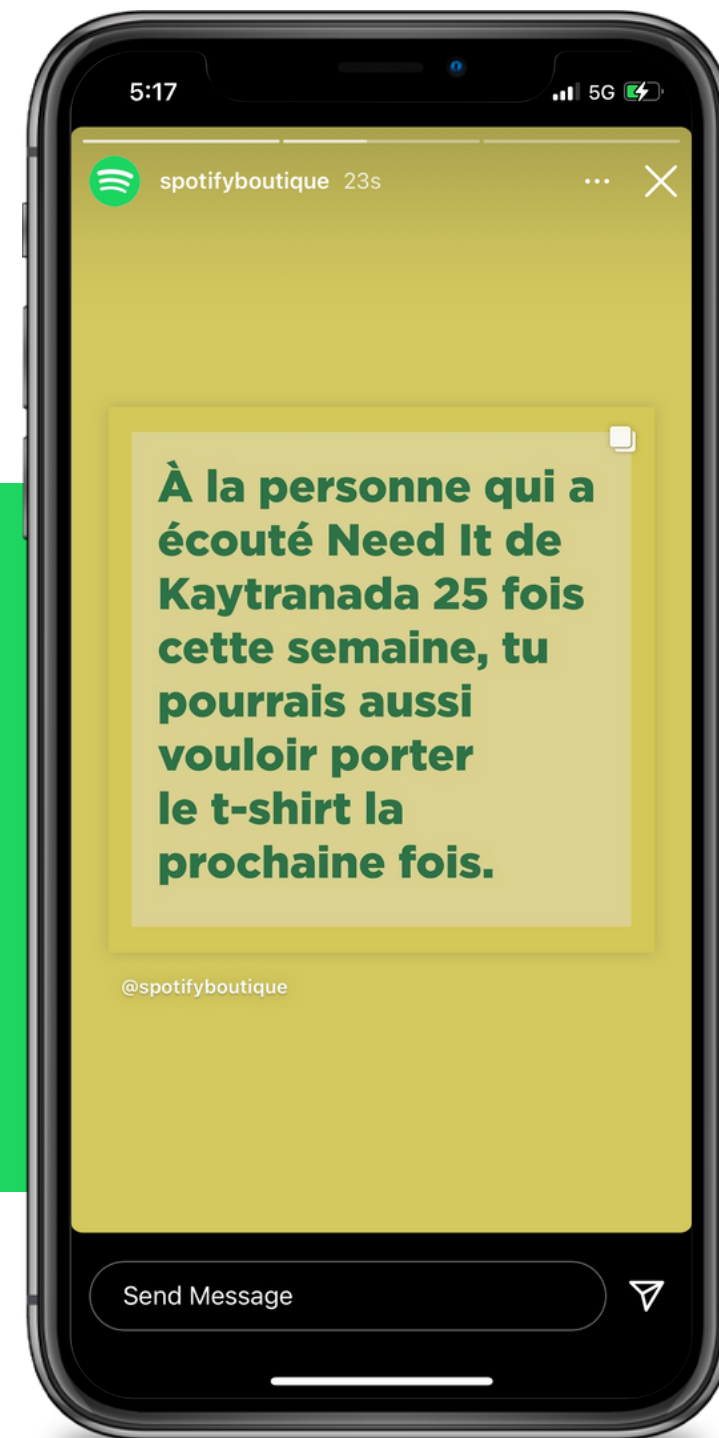 5:17
5G
spotifyboutique 23s
À la personne qui a
écouté Need It de
Kaytranada 25 fois
cette semaine, tu
pourrais aussi
vouloir porter
le t-shirt la
prochaine fois.
@spotifyboutique
Send Message